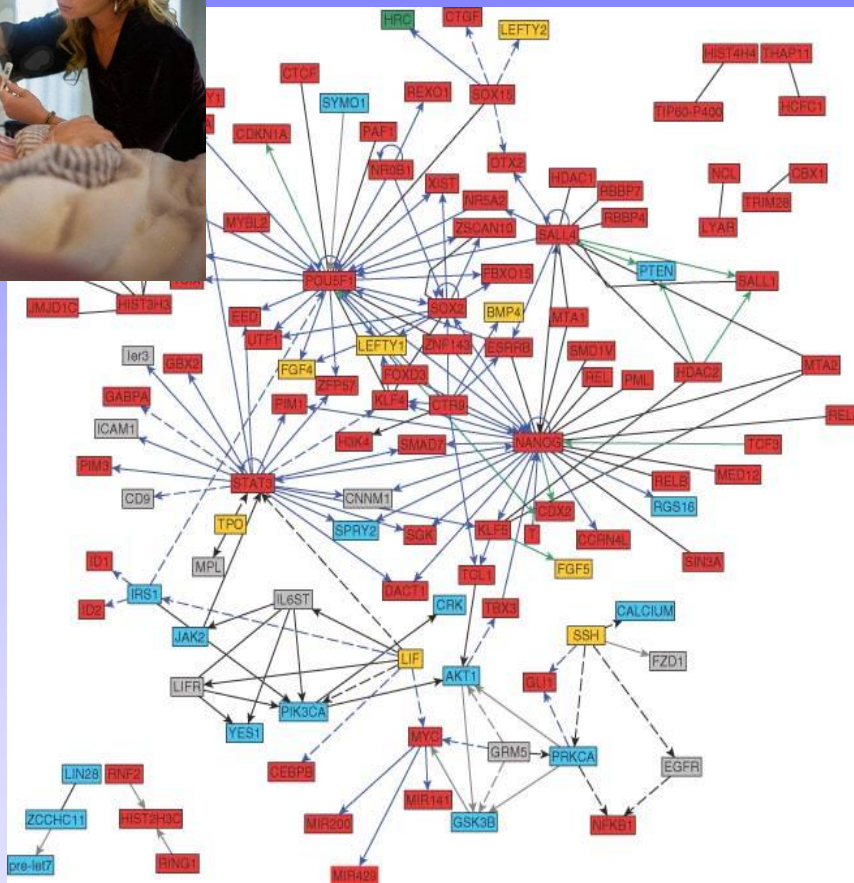 HRC
CTGF
LEFTY2
CTCF
SYMO1
REXO1
SOX15
HIST4H4
THAP11
TIP60-P400
HCFC1
CDKN1A
PAF1
NR0B1
OTX2
XIST
HDAC1
RBBP7
NCL
CBX1
NR5A2
RBBP4
TRIM28
MYBL2
ZSCAN10
SALL4
LYAR
POU5F1
FBXO15
PTEN
SALL1
JMJD1C
HIST3H3
SOX2
BMP4
EED
MTA1
UTF1
LEFTY1
ZNF143
ESRRB
Ier3
GBX2
FGF4
FOXD3
SMD1V
HDAC2
MTA2
ZFP57
REL
PML
GABPA
PIM1
KLF4
CTR9
REL
ICAM1
H3K4
SMAD7
NANOG
TCF3
PIM3
STAT3
MED12
CD9
CNNM1
RELB
RGS16
TPO
SPRY2
SGK
KLF5
CDX2
T
CCRN4L
MPL
FGF5
SIN3A
ID1
IRS1
TCL1
DACT1
ID2
IL6ST
CRK
TBX3
CALCIUM
JAK2
SSH
LIF
FZD1
LIFR
AKT1
GLI1
PIK3CA
YES1
MYC
GRM5
PRKCA
EGFR
LIN28
RNF2
CEBPB
MIR141
ZCCHC11
HIST2H3C
MIR200
GSK3B
NFKB1
pre-let7
RING1
MIR429